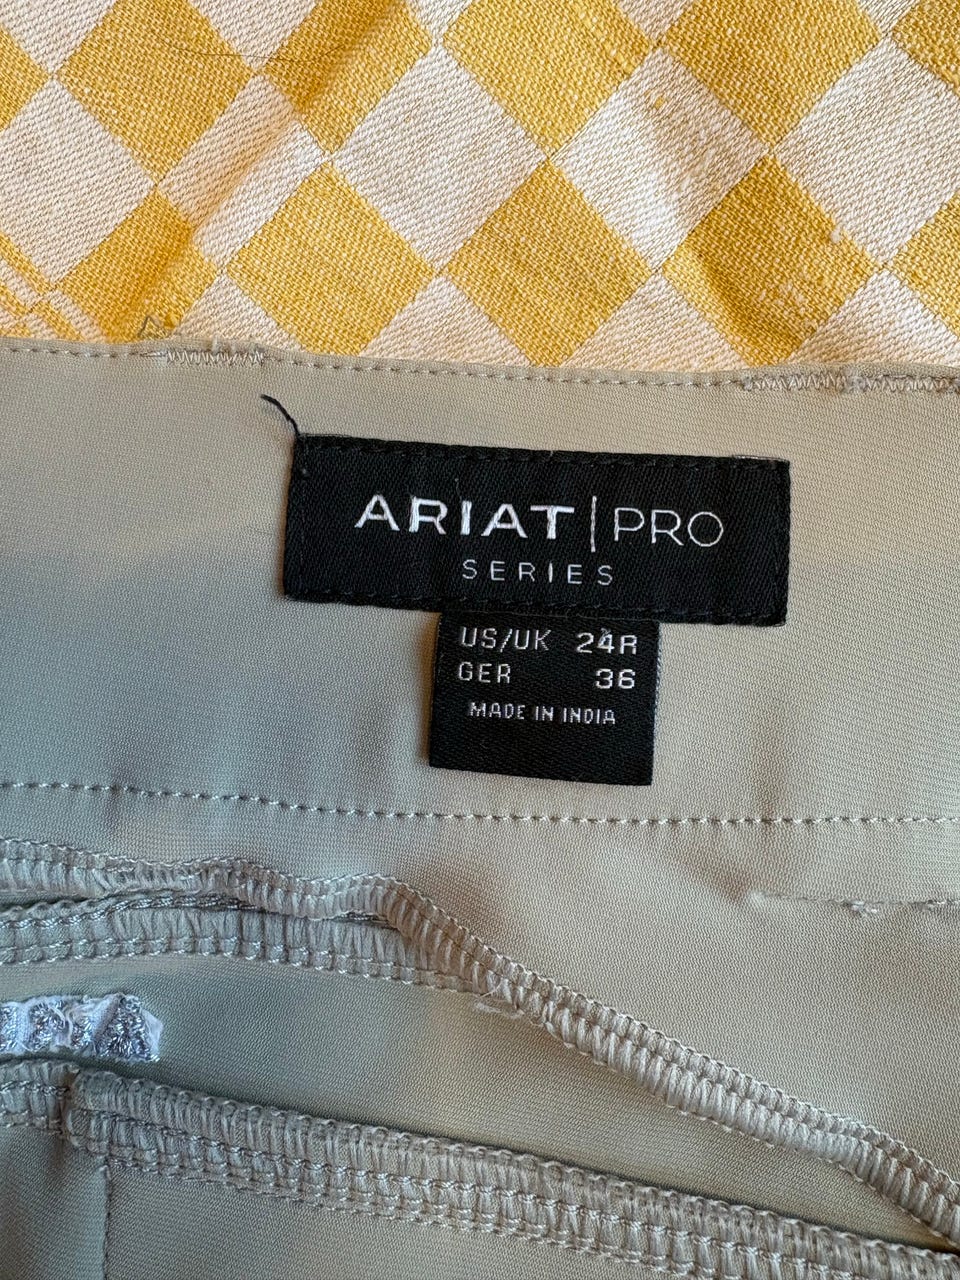 ARIAT | PRO
SERIES
US/UK 24R
GER 36
MADE IN INDIA